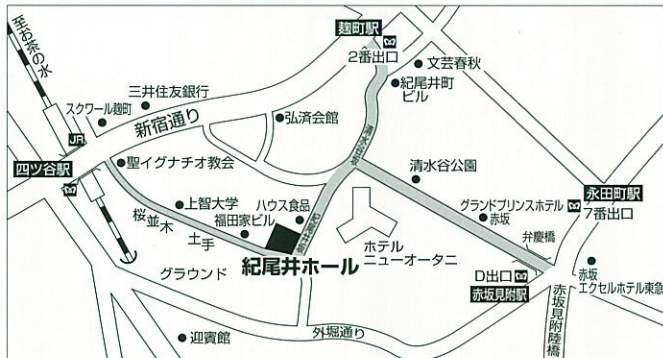 至お茶の水
麹町駅
2番出口
文芸春秋
紀尾井町
ビル
三井住友銀行
スクワール麹町
新宿通り
弘済会館
清水谷坂
JR
四ツ谷駅
聖イグナチオ教会
清水谷公園
永田町駅
7番出口
上智大学
ハウス食品
グランドプリンスホテル
赤坂
桜並木
福田家ビル
土手
紀尾井坂
ホテル
ニューオータニ
弁慶橋
紀尾井ホール
グラウンド
D出口
赤坂見附駅
赤坂
エクセルホテル東急
外堀通り
迎賓館
赤坂見附陸橋